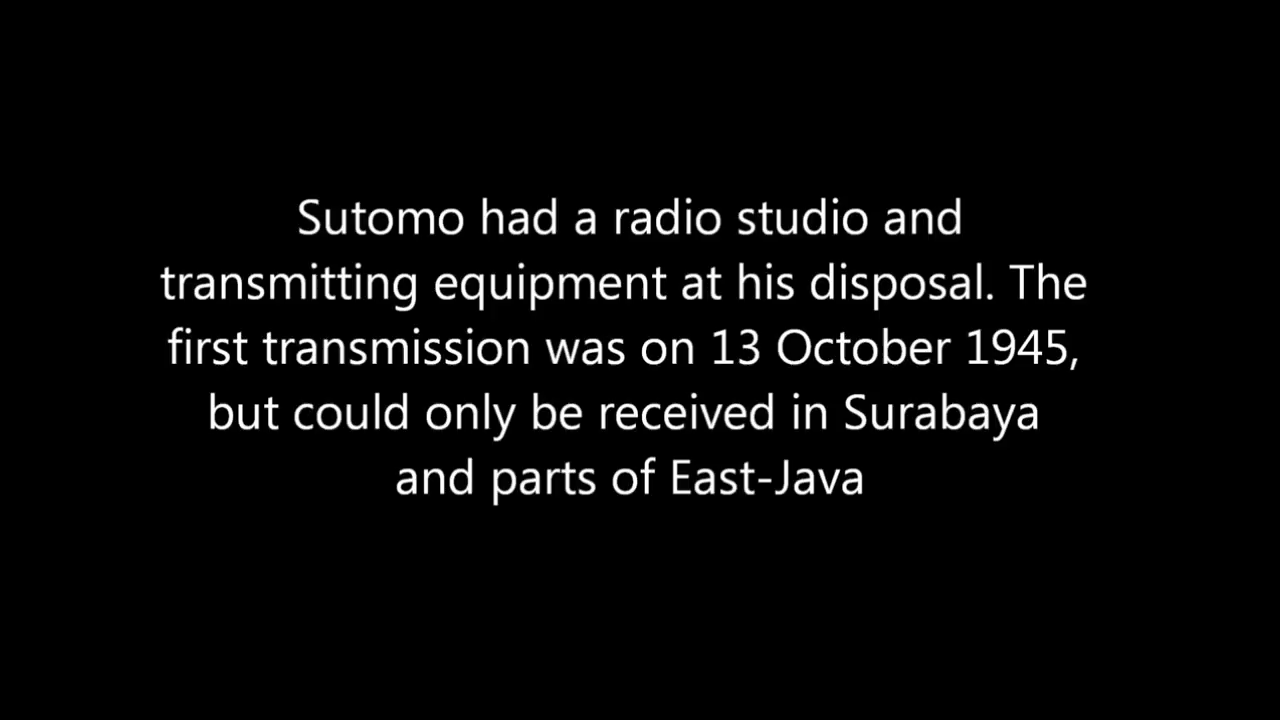 Sutomo had a radio studio and
transmitting equipment at his disposal. The
first transmission was on 13 October 1945,
but could only be received in Surabaya
and parts of East-Java